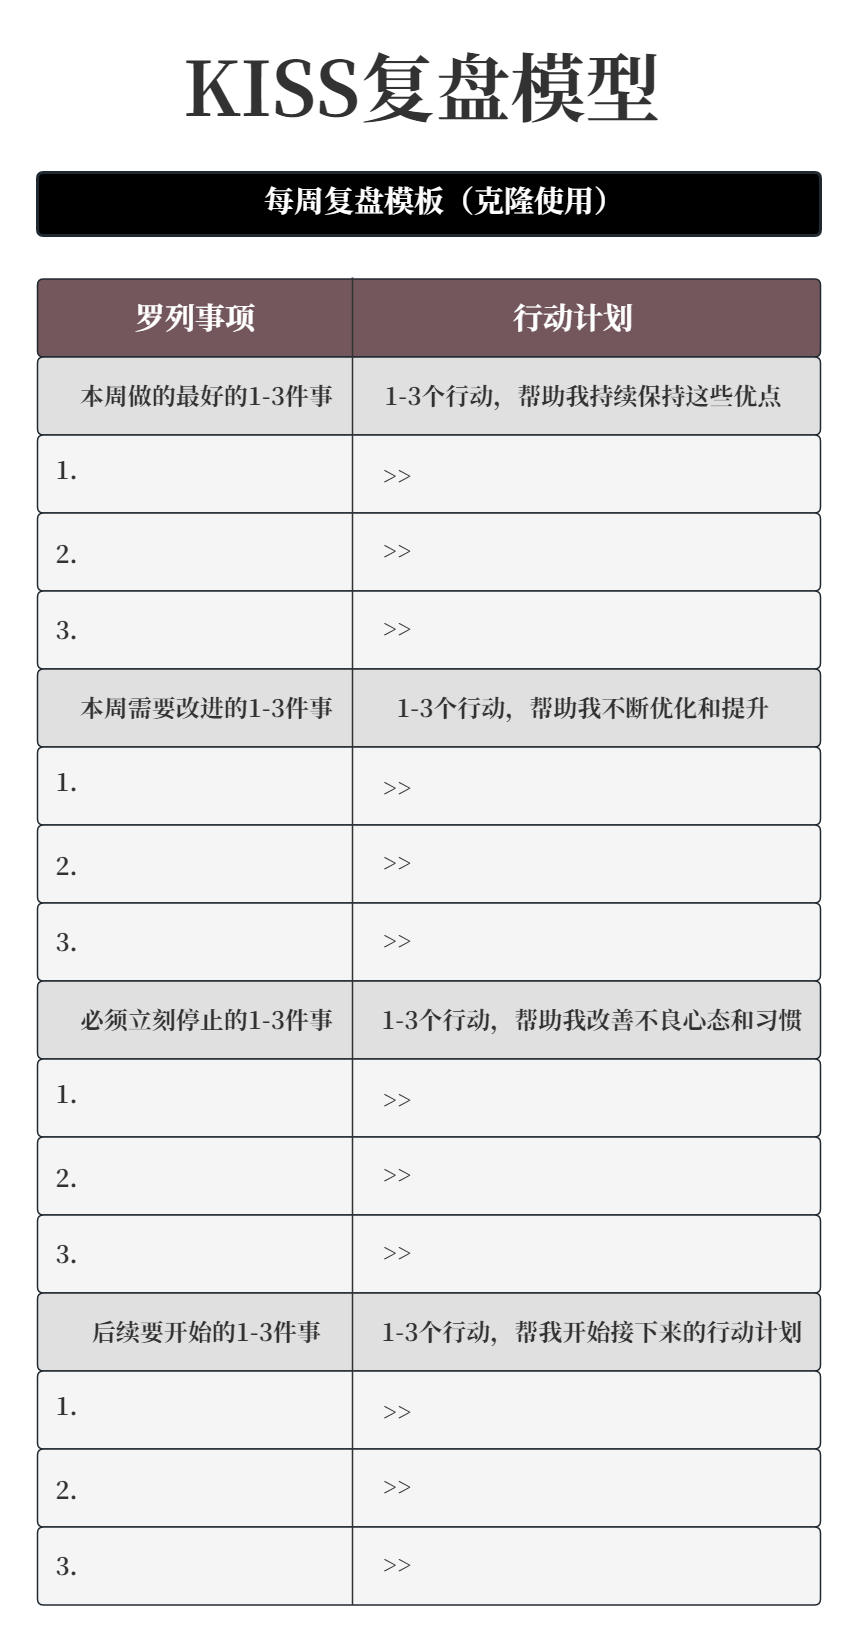 KISS复盘模型
每周复盘模板（克隆使用）
罗列事项 行动计划
本周做的最好的1-3件事 1-3个行动，帮助我持续保持这些优点
1. >>
2. >>
3. >>
本周需要改进的1-3件事 1-3个行动，帮助我不断优化和提升
1. >>
2. >>
3. >>
必须立刻停止的1-3件事 1-3个行动，帮助我改善不良心态和习惯
1. >>
2. >>
3. >>
后续要开始的1-3件事 1-3个行动，帮我开始接下来的行动计划
1. >>
2. >>
3. >>